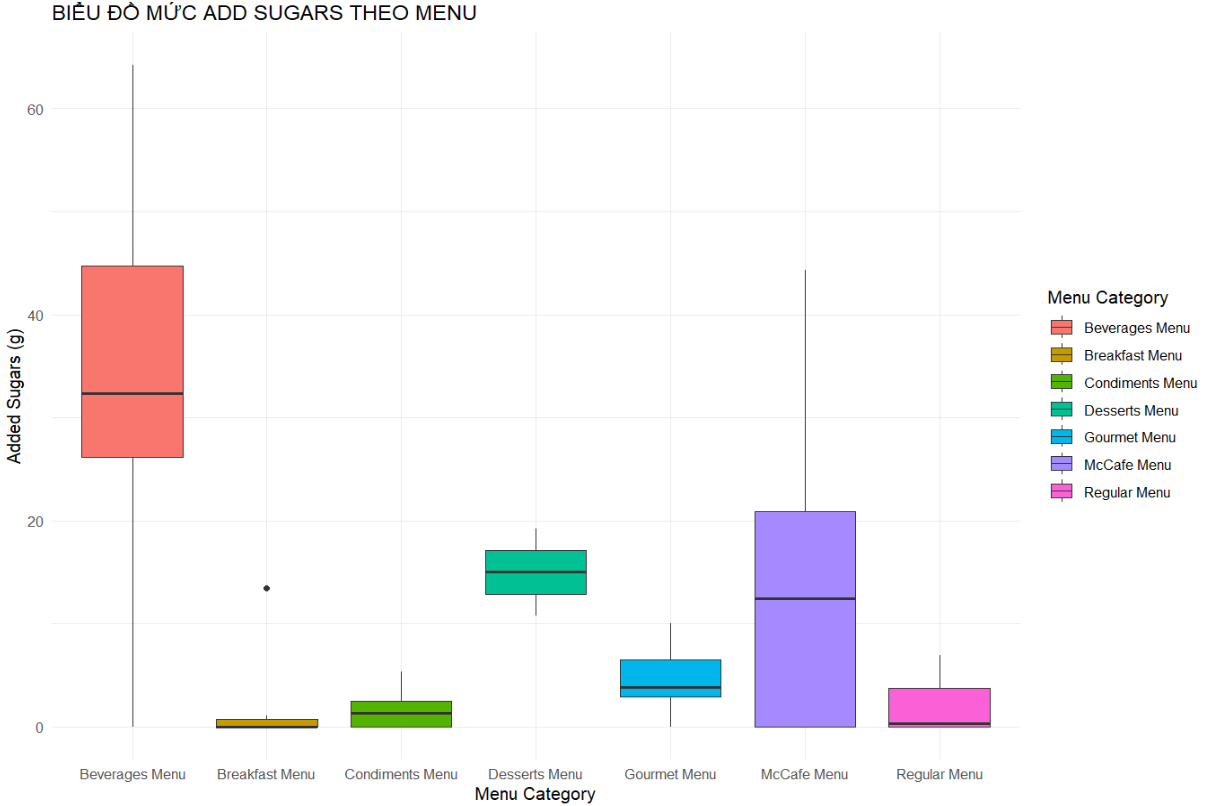 BIỂU ĐỒ MỨC ADD SUGARS THEO MENU
Added Sugars (g)
60
40
20
0
Beverages Menu
Breakfast Menu
Condiments Menu
Desserts Menu
Gourmet Menu
McCafe Menu
Regular Menu
Menu Category
Menu Category
Beverages Menu
Breakfast Menu
Condiments Menu
Desserts Menu
Gourmet Menu
McCafe Menu
Regular Menu